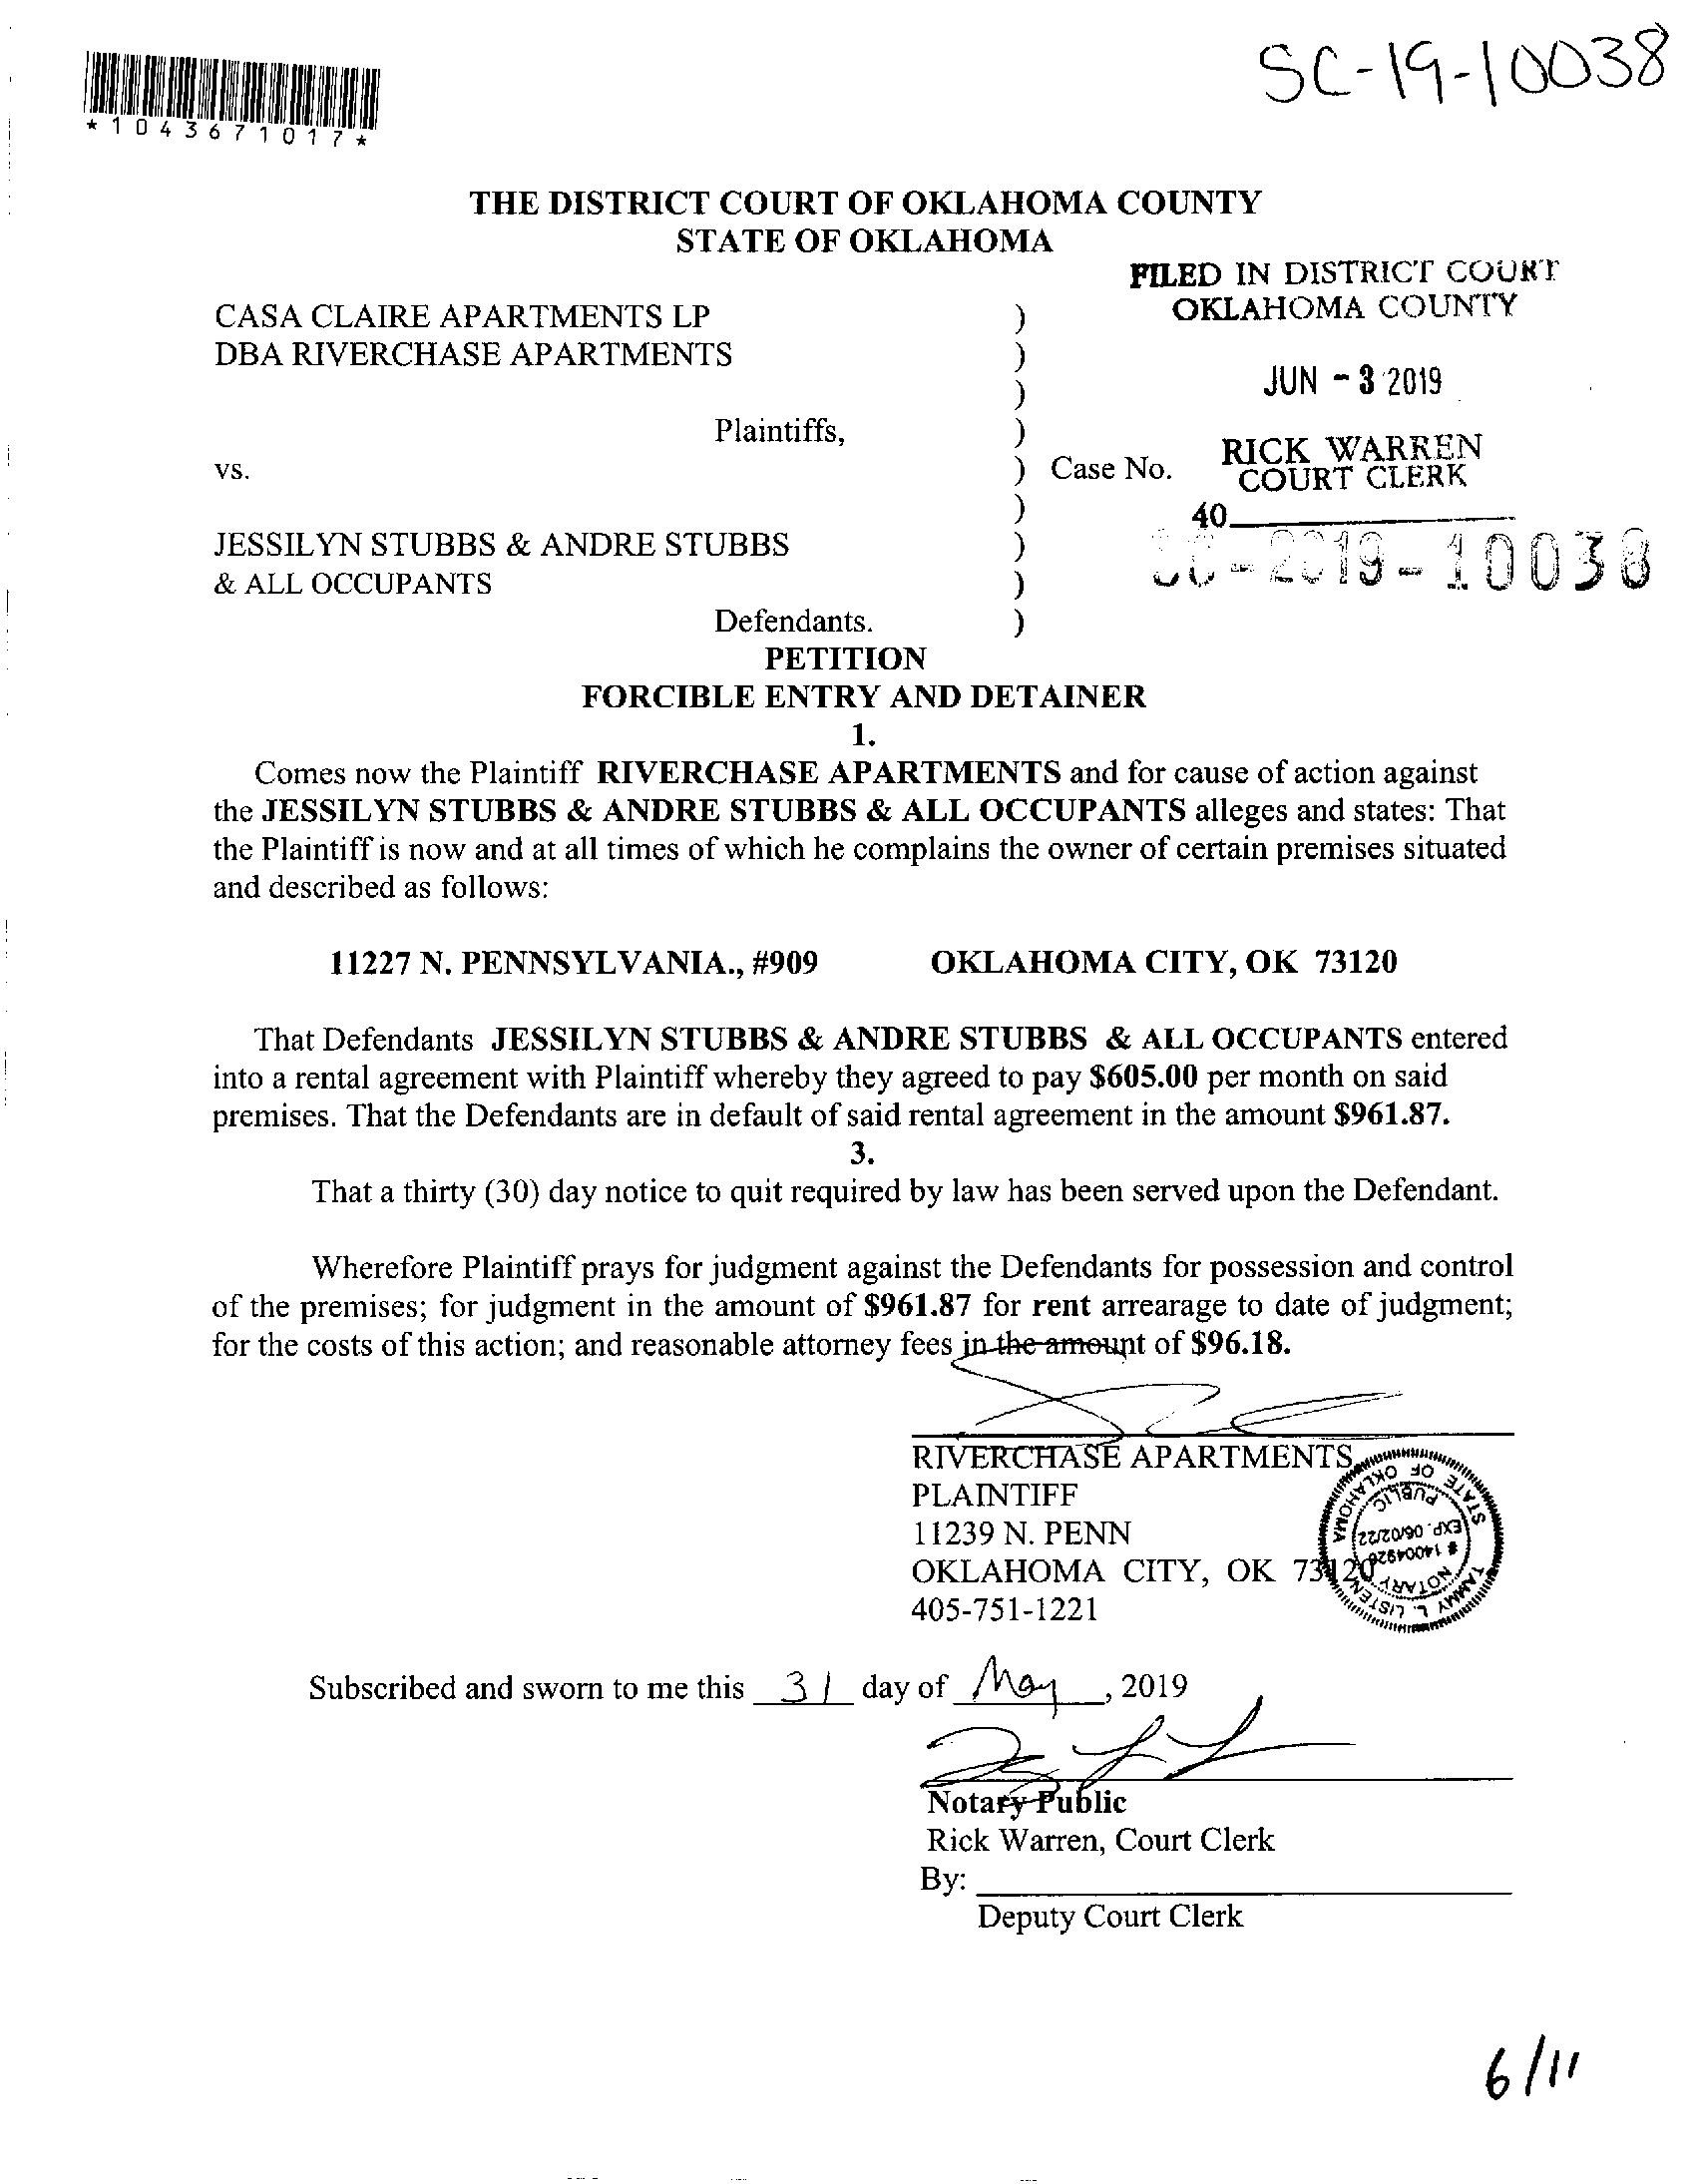 SC-19-10038
*1043671017*
THE DISTRICT COURT OF OKLAHOMA COUNTY
STATE OF OKLAHOMA
FILED IN DISTRICT COURT
OKLAHOMA COUNTY
CASA CLAIRE APARTMENTS LP )
DBA RIVERCHASE APARTMENTS )
)
JUN - 3 2019
Plaintiffs, )
RICK WARREN
vs. ) Case No.
COURT CLERK
)
40
JESSILYN STUBBS & ANDRE STUBBS )
SC-2019-10038
& ALL OCCUPANTS )
Defendants. )
PETITION
FORCIBLE ENTRY AND DETAINER
1.
Comes now the Plaintiff RIVERCHASE APARTMENTS and for cause of action against
the JESSILYN STUBBS & ANDRE STUBBS & ALL OCCUPANTS alleges and states: That
the Plaintiff is now and at all times of which he complains the owner of certain premises situated
and described as follows:
11227 N. PENNSYLVANIA., #909 OKLAHOMA CITY, OK 73120
That Defendants JESSILYN STUBBS & ANDRE STUBBS & ALL OCCUPANTS entered
into a rental agreement with Plaintiff whereby they agreed to pay $605.00 per month on said
premises. That the Defendants are in default of said rental agreement in the amount $961.87.
3.
That a thirty (30) day notice to quit required by law has been served upon the Defendant.
Wherefore Plaintiff prays for judgment against the Defendants for possession and control
of the premises; for judgment in the amount of $961.87 for rent arrearage to date of judgment;
for the costs of this action; and reasonable attorney fees in the amount of $96.18.
RIVERCHASE APARTMENTS
PLAINTIFF
11239 N. PENN
OKLAHOMA CITY, OK 73120
405-751-1221
TAMMY L. LISTEN
NOTARY
# 14004926
EXP. 06/02/22
PUBLIC
STATE OF OKLAHOMA
Subscribed and sworn to me this 31 day of May, 2019
Notary Public
Rick Warren, Court Clerk
By:
Deputy Court Clerk
6/11